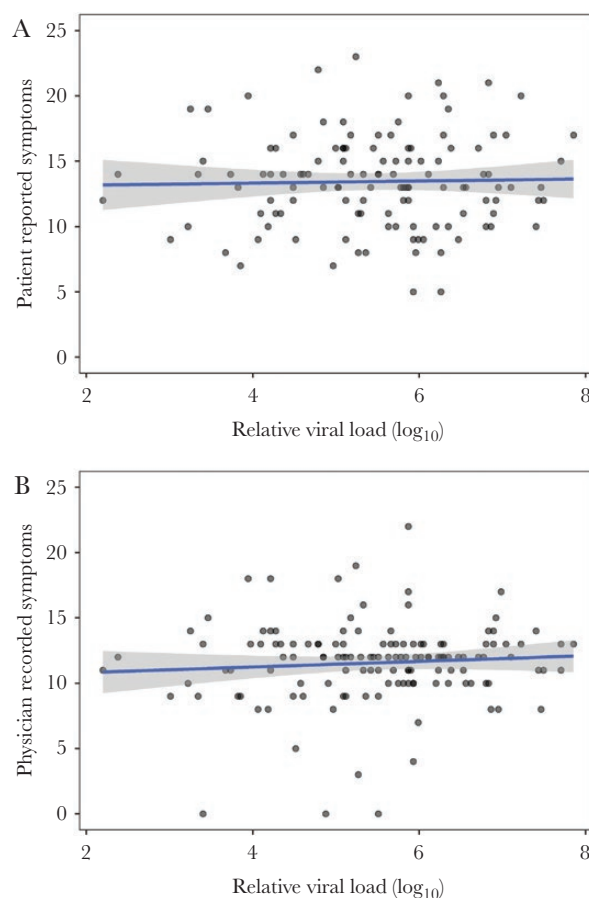 A
Patient reported symptoms
25
20
15
10
5
0
2 4 6 8
Relative viral load (log₁₀)
B
Physician recorded symptoms
25
20
15
10
5
0
2 4 6 8
Relative viral load (log₁₀)